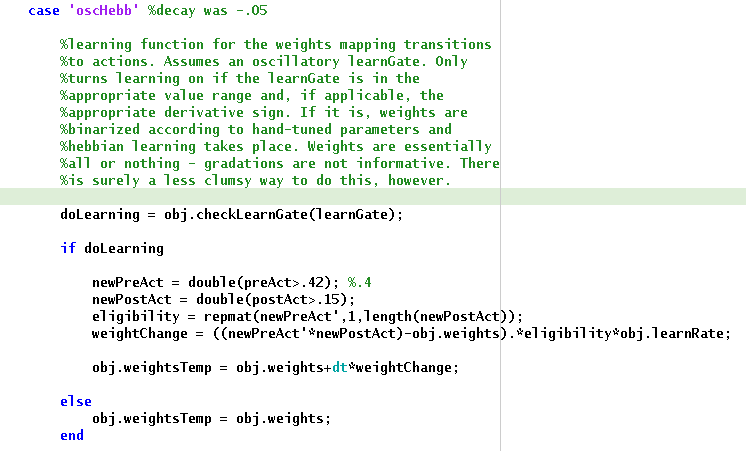 case 'oscHebb' %decay was -.05
%learning function for the weights mapping transitions
%to actions. Assumes an oscillatory learnGate. Only
%turns learning on if the learnGate is in the
%appropriate value range and, if applicable, the
%appropriate derivative sign. If it is, weights are
%binarized according to hand-tuned parameters and
%hebbian learning takes place. Weights are essentially
%all or nothing - gradations are not informative. There
%is surely a less clumsy way to do this, however.
doLearning = obj.checkLearnGate(learnGate);
if doLearning
newPreAct = double(preAct>.42); %.4
newPostAct = double(postAct>.15);
eligibility = repmat(newPreAct',1,length(newPostAct));
weightChange = ((newPreAct'*newPostAct)-obj.weights).*eligibility*obj.learnRate;
obj.weightsTemp = obj.weights+dt*weightChange;
else
obj.weightsTemp = obj.weights;
end